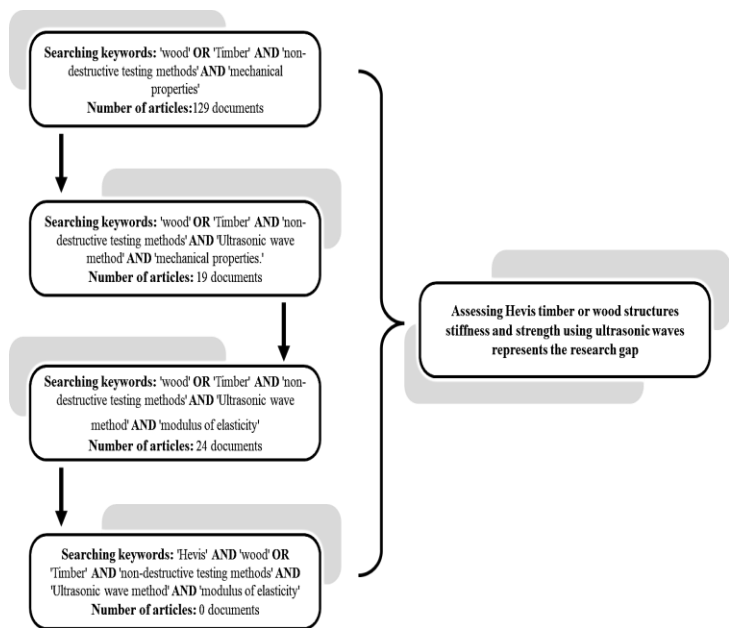 Searching keywords: 'wood' OR 'Timber' AND 'non-
destructive testing methods' AND 'mechanical
properties'
Number of articles:129 documents
Searching keywords: 'wood' OR 'Timber' AND 'non-
destructive testing methods' AND 'Ultrasonic wave
method' AND 'mechanical properties.'
Number of articles: 19 documents
Searching keywords: 'wood' OR 'Timber' AND 'non-
destructive testing methods' AND 'Ultrasonic wave
method' AND 'modulus of elasticity'
Number of articles: 24 documents
Searching keywords: 'Hevis' AND 'wood' OR
'Timber' AND 'non-destructive testing methods' AND
'Ultrasonic wave method' AND 'modulus of elasticity'
Number of articles: 0 documents
Assessing Hevis timber or wood structures
stiffness and strength using ultrasonic waves
represents the research gap